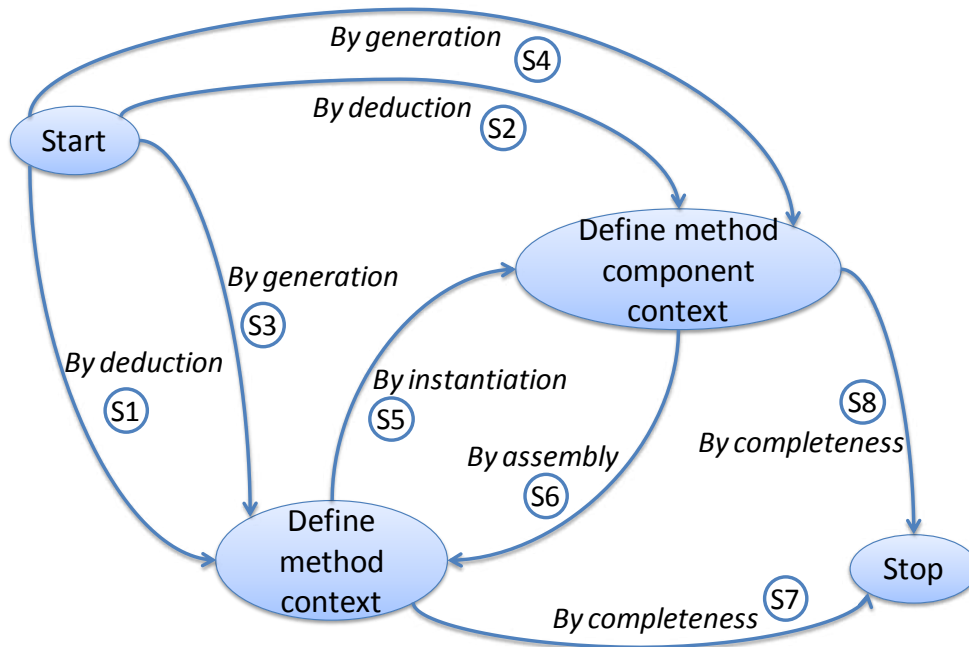 By generation
S4
By deduction
S2
Start
Define method
component
context
By generation
S3
By deduction
S1
By instantiation
S5
S8
By completeness
By assembly
S6
Define
method
context
Stop
S7
By completeness